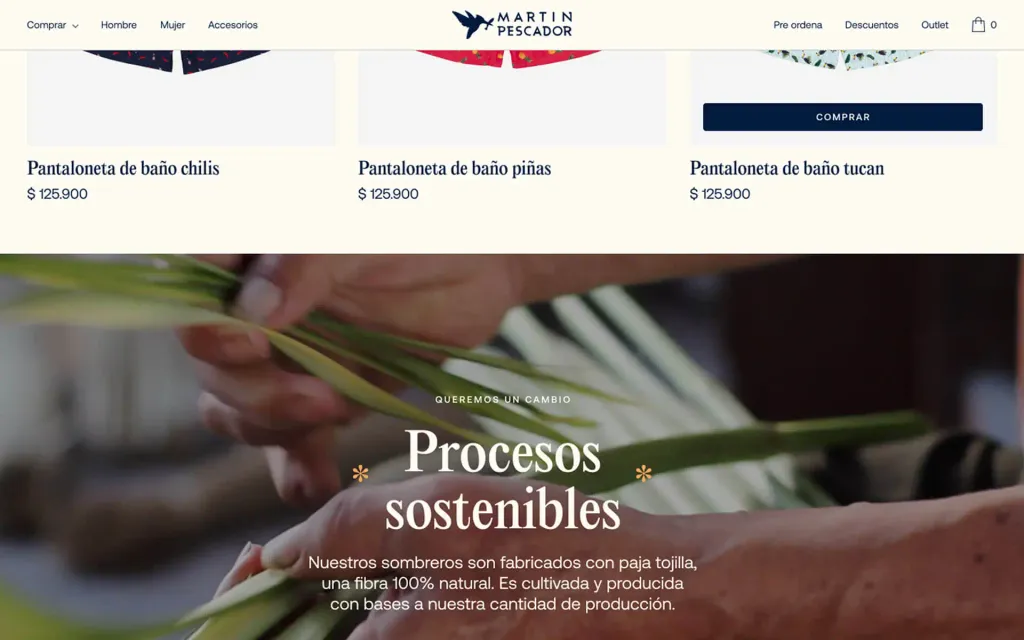 Comprar
Hombre
Mujer
Accesorios
MARTIN
PESCADOR
Pre ordena
Descuentos
Outlet
0
COMPRAR
Pantaloneta de baño chilis
$ 125.900
Pantaloneta de baño piñas
$ 125.900
Pantaloneta de baño tucan
$ 125.900
QUEREMOS UN CAMBIO
Procesos
sostenibles
Nuestros sombreros son fabricados con paja tojilla,
una fibra 100% natural. Es cultivada y producida
con bases a nuestra cantidad de producción.